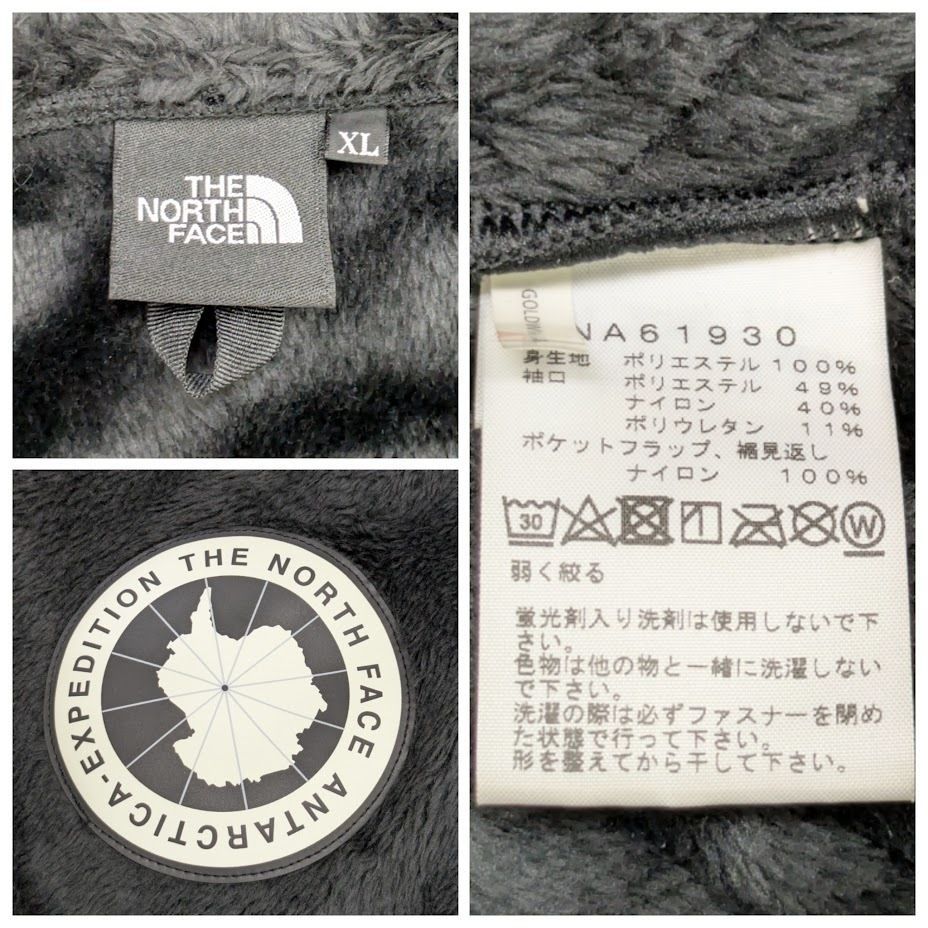 XL
THE
NORTH
FACE
THE NORTH FACE ANTARCTICA-EXPEDITION
NA61930
身生地 ポリエステル 100%
袖口 ポリエステル 49%
ナイロン 40%
ポリウレタン 11%
ポケットフラップ、裾見返し
ナイロン 100%
30 W
弱く絞る
蛍光剤入り洗剤は使用しないで下
さい。
色物は他の物と一緒に洗濯しない
で下さい。
洗濯の際は必ずファスナーを閉め
た状態で行って下さい。
形を整えてから干して下さい。